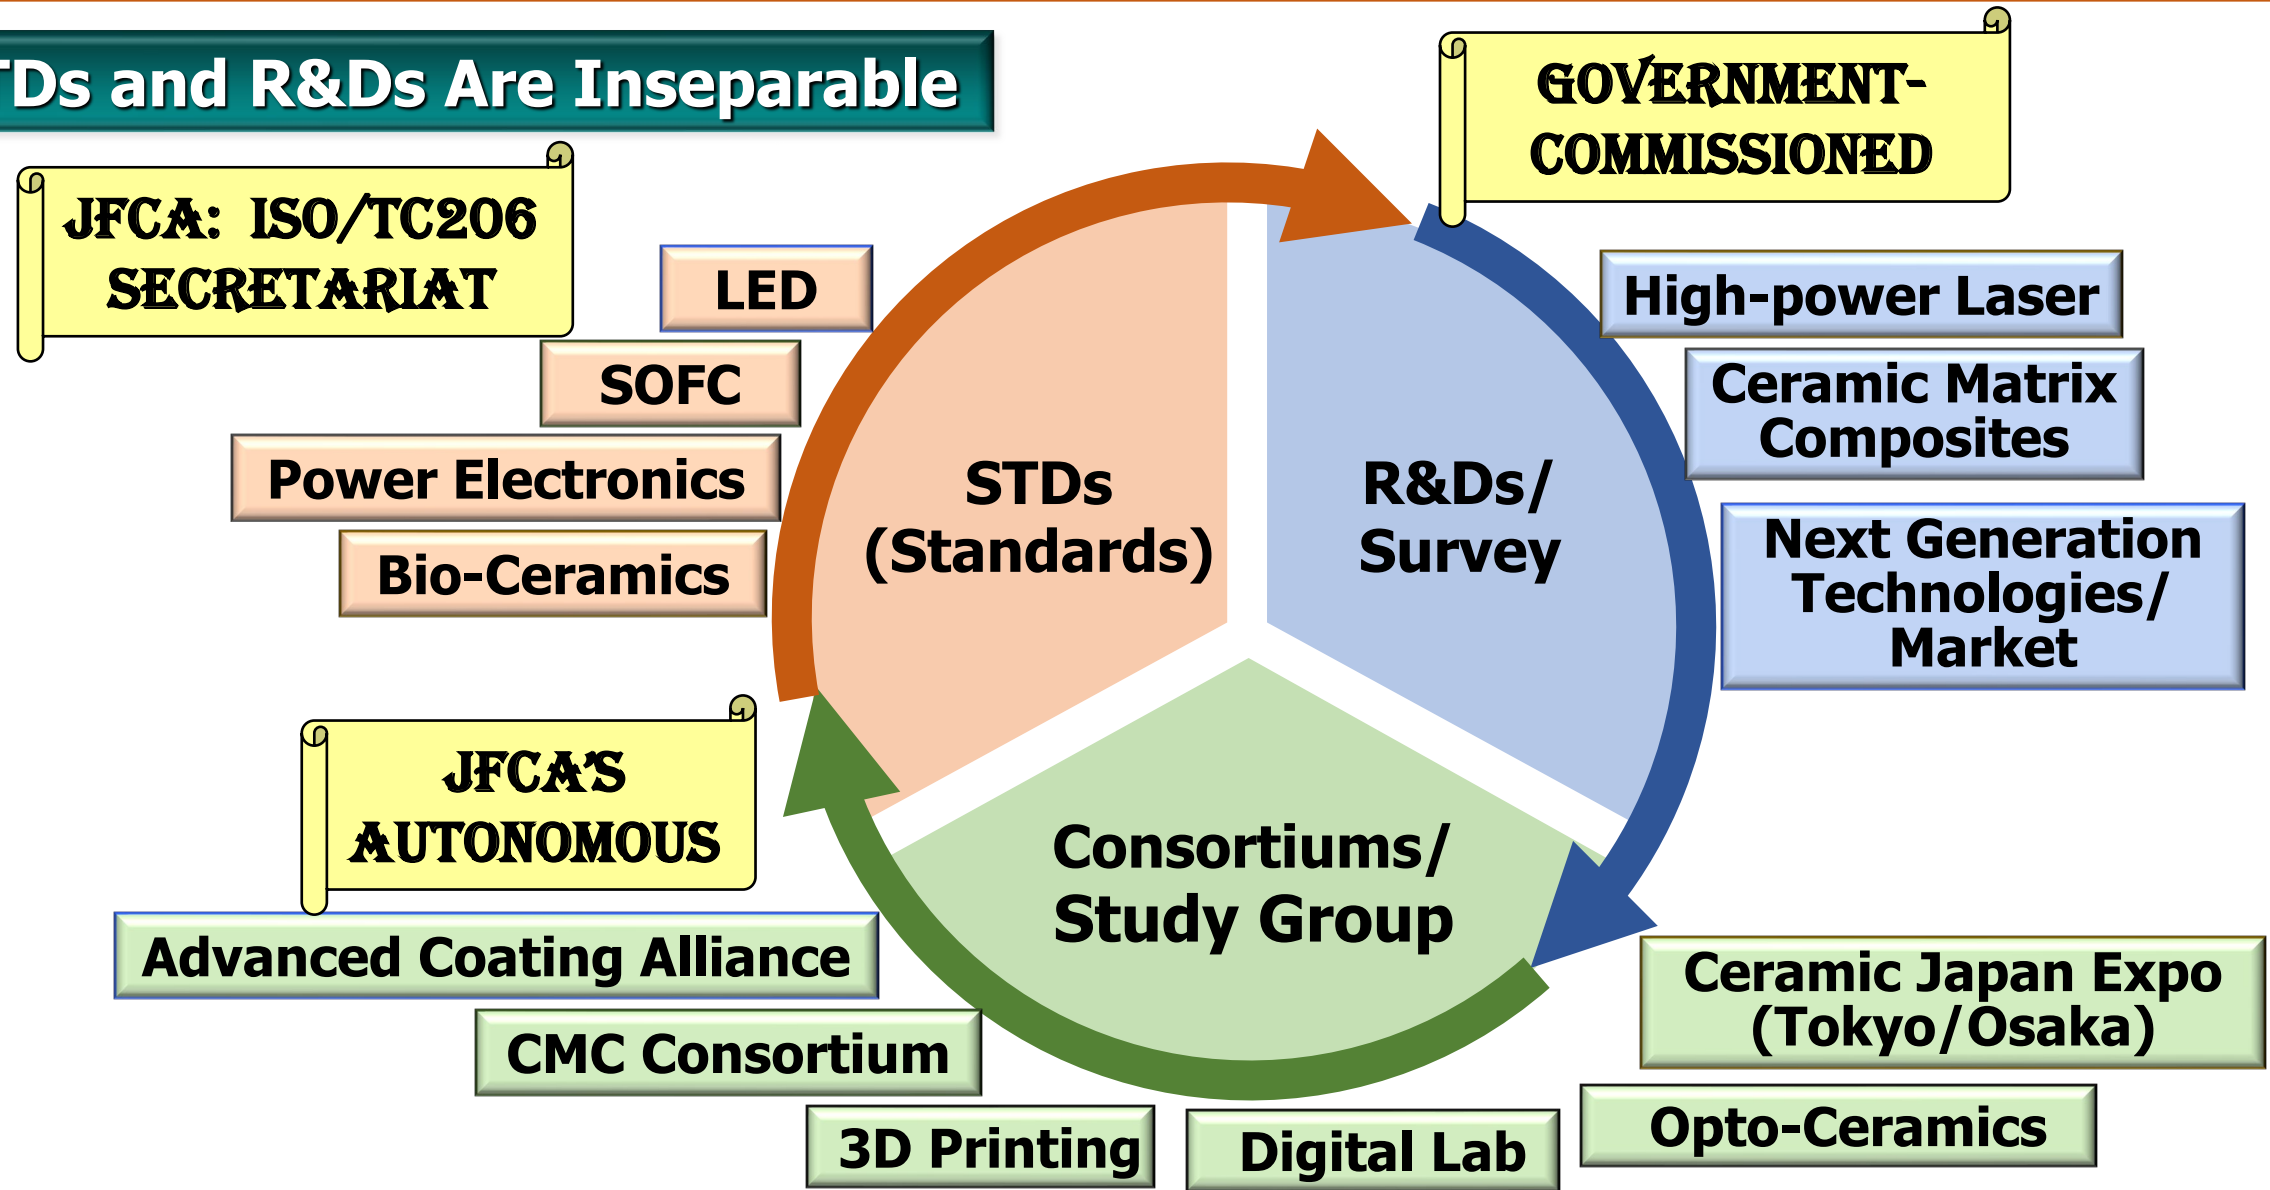 TDs and R&Ds Are Inseparable
GOVERNMENT-
COMMISSIONED
JFCA: ISO/TC206
SECRETARIAT
LED
SOFC
Power Electronics
Bio-Ceramics
STDs
(Standards)
R&Ds/
Survey
High-power Laser
Ceramic Matrix
Composites
Next Generation
Technologies/
Market
JFCA'S
AUTONOMOUS
Consortiums/
Study Group
Advanced Coating Alliance
CMC Consortium
3D Printing
Digital Lab
Opto-Ceramics
Ceramic Japan Expo
(Tokyo/Osaka)